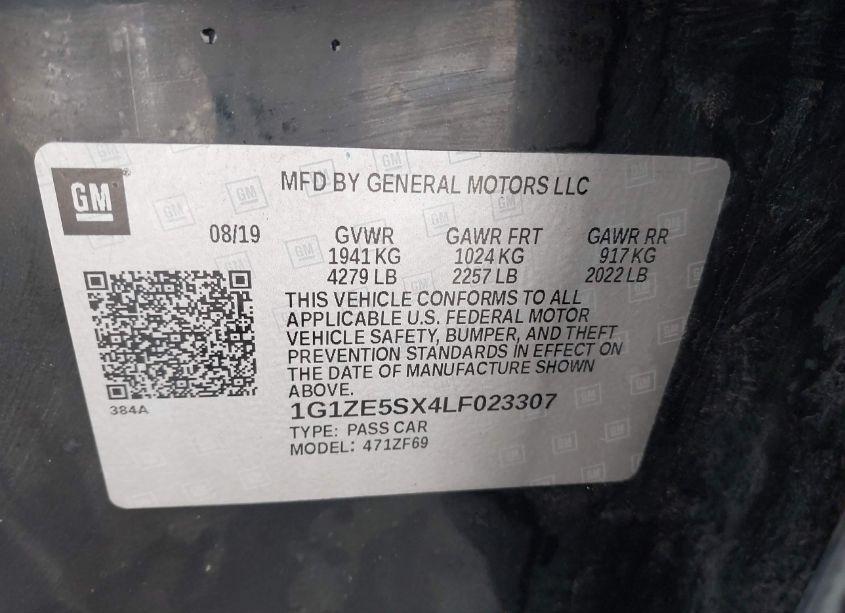 GM
MFD BY GENERAL MOTORS LLC
08/19 GVWR GAWR FRT GAWR RR
1941 KG 1024 KG 917 KG
4279 LB 2257 LB 2022 LB
THIS VEHICLE CONFORMS TO ALL
APPLICABLE U.S. FEDERAL MOTOR
VEHICLE SAFETY, BUMPER, AND THEFT
PREVENTION STANDARDS IN EFFECT ON
THE DATE OF MANUFACTURE SHOWN
ABOVE.
384A
1G1ZE5SX4LF023307
TYPE: PASS CAR
MODEL: 471ZF69